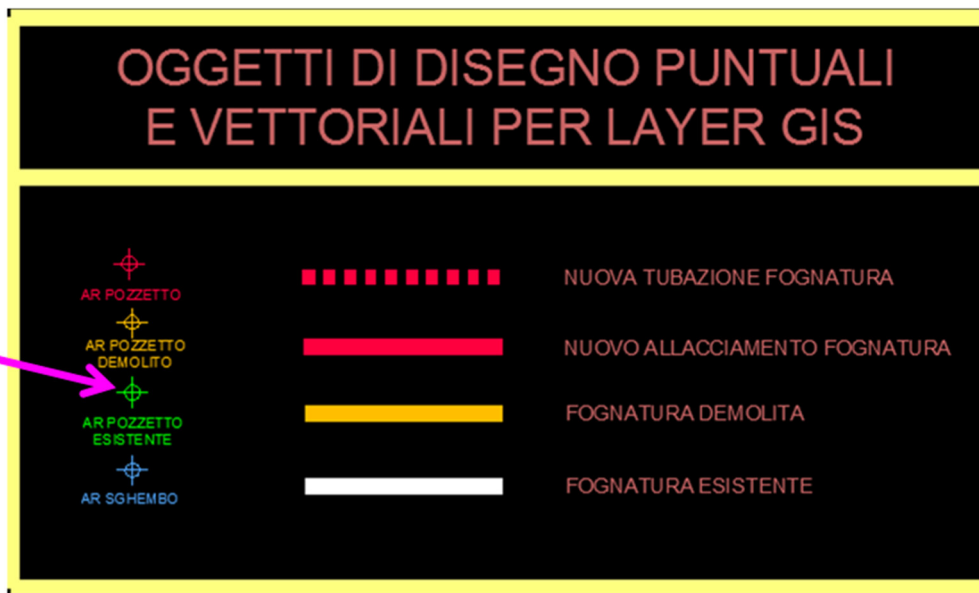 OGGETTI DI DISEGNO PUNTUALI
E VETTORIALI PER LAYER GIS
AR POZZETTO
NUOVA TUBAZIONE FOGNATURA
AR POZZETTO
DEMOLITO
NUOVO ALLACCIAMENTO FOGNATURA
AR POZZETTO
ESISTENTE
FOGNATURA DEMOLITA
AR SGHEMBO
FOGNATURA ESISTENTE